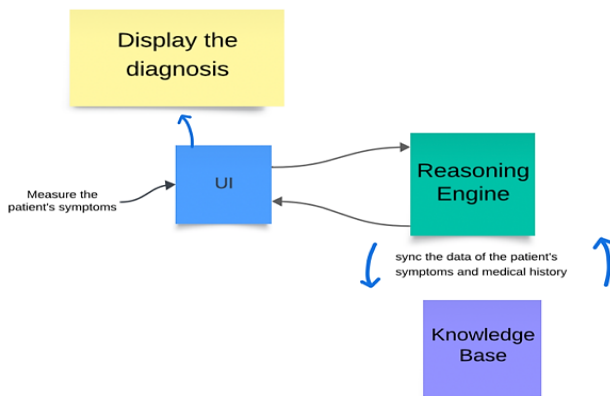 Display the
diagnosis
UI
Reasoning
Engine
Measure the
patient's symptoms
sync the data of the patient's
symptoms and medical history
Knowledge
Base